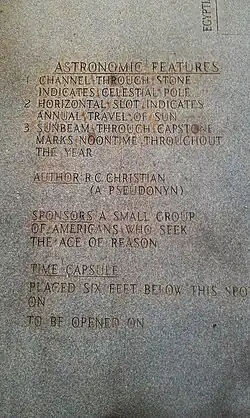 EGYPTI
ASTRONOMIC FEATURES
1. CHANNEL THROUGH STONE
INDICATES CELESTIAL POLE
2. HORIZONTAL SLOT INDICATES
ANNUAL TRAVEL OF SUN
3. SUNBEAM THROUGH CAPSTONE
MARKS NOONTIME THROUGHOUT
THE YEAR
AUTHOR: R.C. CHRISTIAN
(A PSEUDONYN)
SPONSORS: A SMALL GROUP
OF AMERICANS WHO SEEK
THE AGE OF REASON
TIME CAPSULE
PLACED SIX FEET BELOW THIS SPO
ON
TO BE OPENED ON